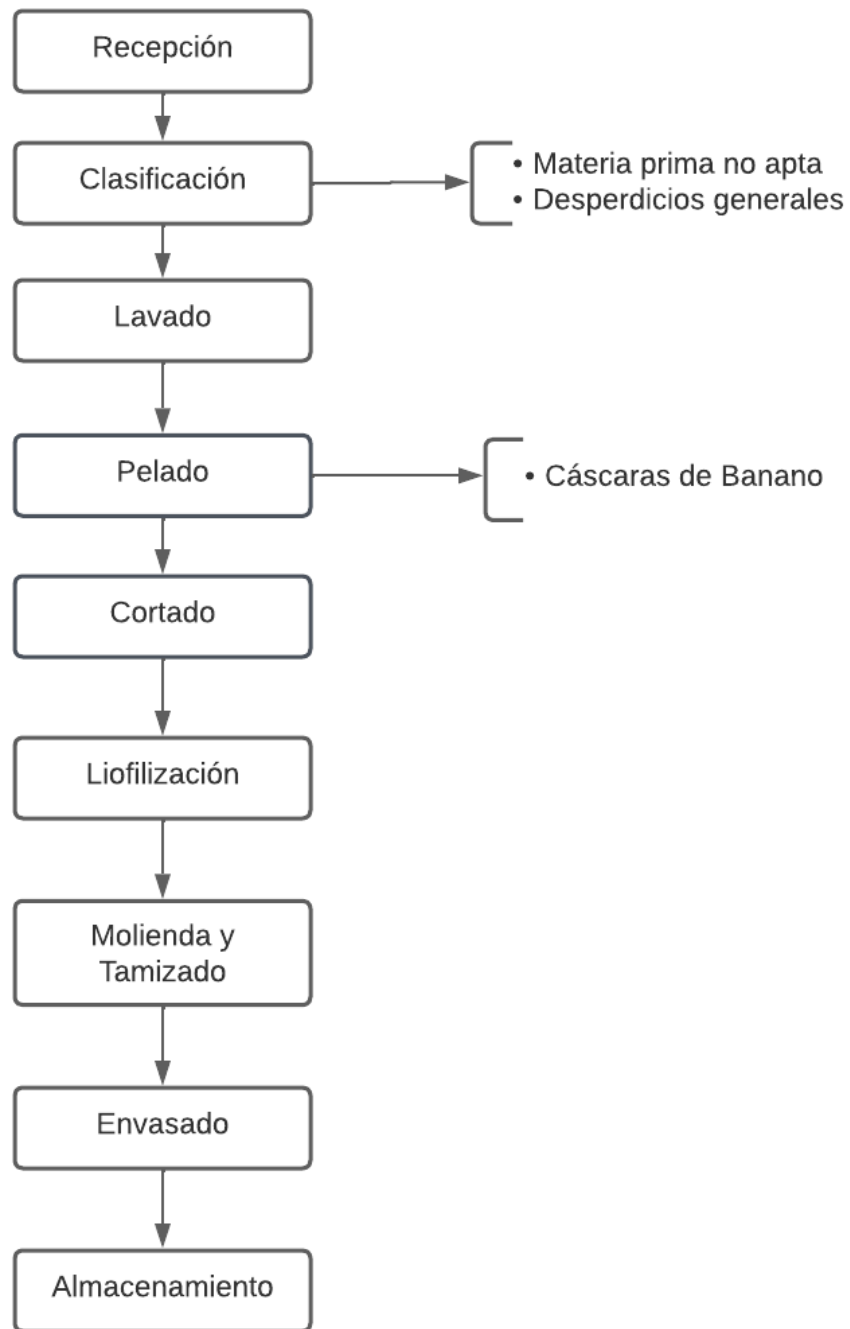 Recepción
Clasificación
• Materia prima no apta
• Desperdicios generales
Lavado
Pelado
• Cáscaras de Banano
Cortado
Liofilización
Molienda y
Tamizado
Envasado
Almacenamiento